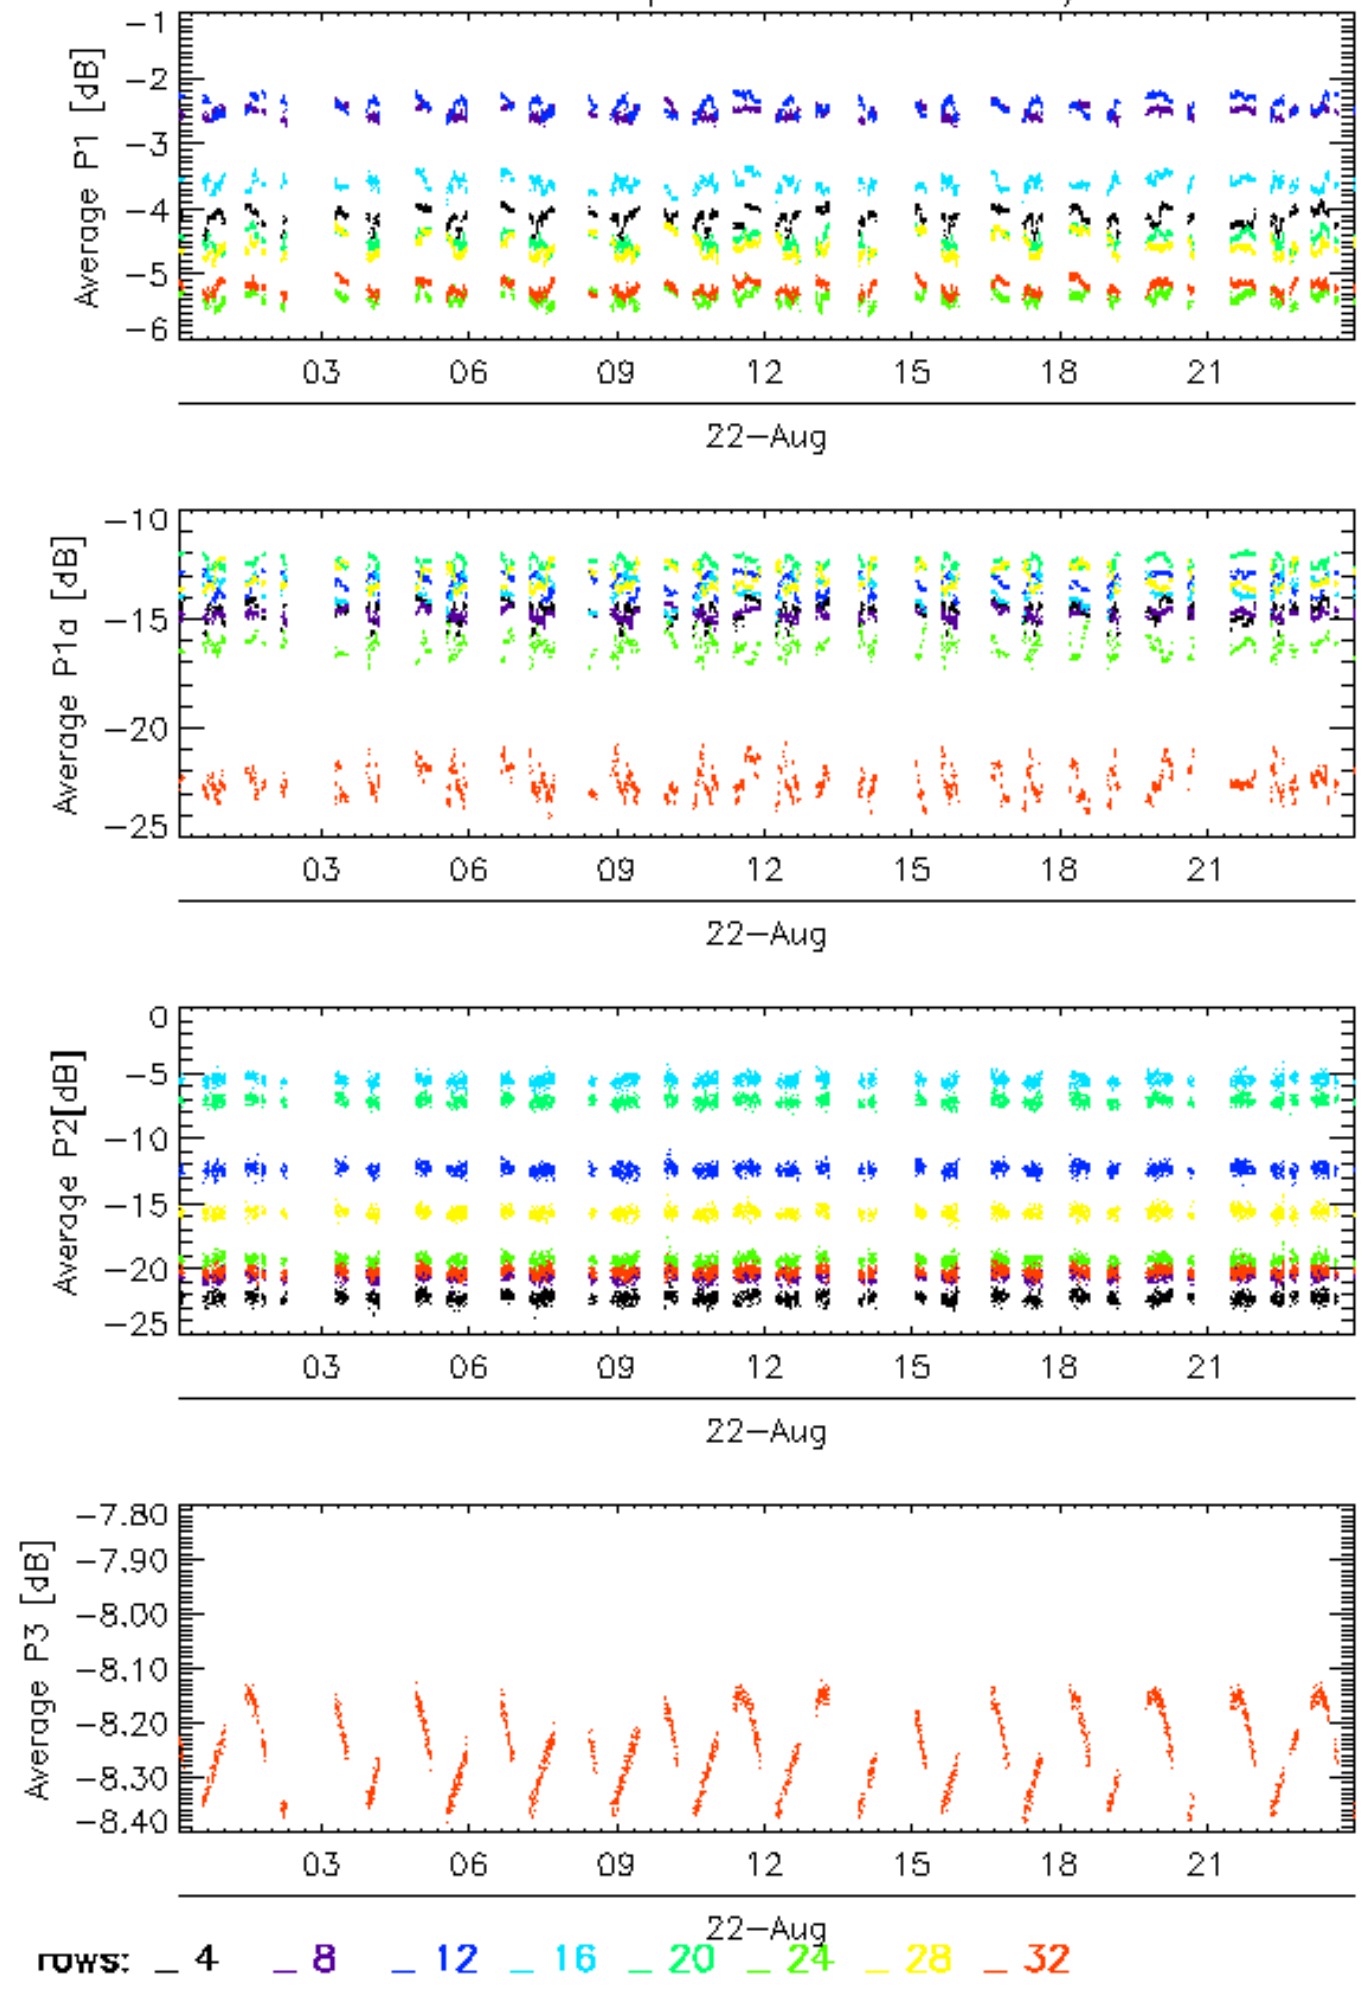 -1
-2
-3
-4
-5
-6
Average P1 [dB]
03 06 09 12 15 18 21
22-Aug
-10
-15
-20
-25
Average P1a [dB]
03 06 09 12 15 18 21
22-Aug
0
-5
-10
-15
-20
-25
Average P2[dB]
03 06 09 12 15 18 21
22-Aug
-7.80
-7.90
-8.00
-8.10
-8.20
-8.30
-8.40
Average P3 [dB]
03 06 09 12 15 18 21
22-Aug
rows: _ 4 _ 8 _ 12 _ 16 _ 20 _ 24 _ 28 _ 32